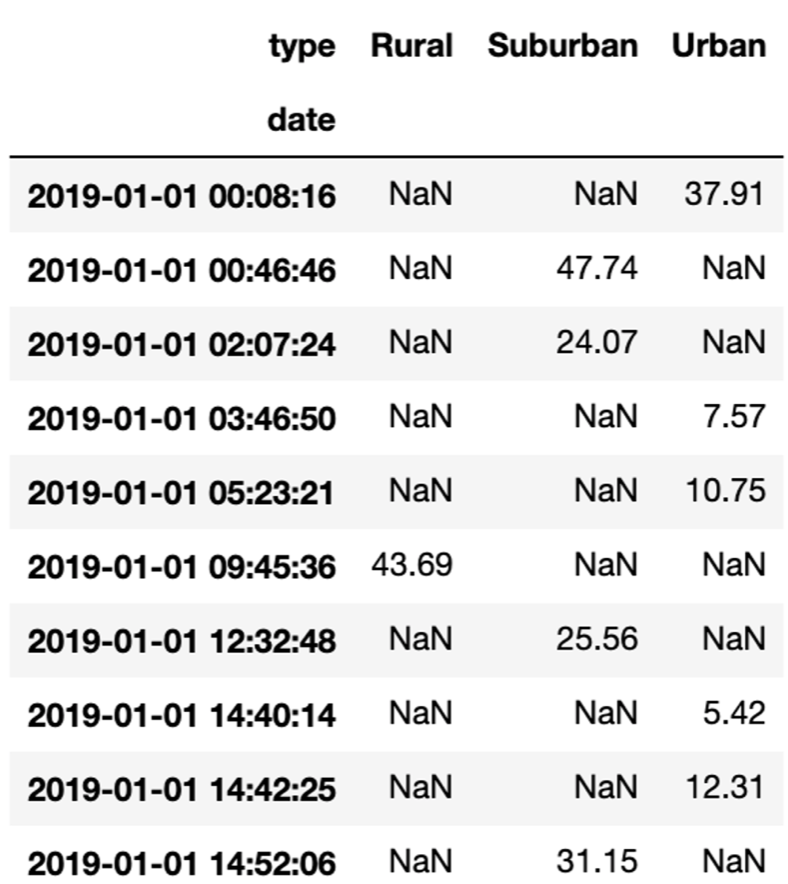 type Rural Suburban Urban
date
2019-01-01 00:08:16 NaN NaN 37.91
2019-01-01 00:46:46 NaN 47.74 NaN
2019-01-01 02:07:24 NaN 24.07 NaN
2019-01-01 03:46:50 NaN NaN 7.57
2019-01-01 05:23:21 NaN NaN 10.75
2019-01-01 09:45:36 43.69 NaN NaN
2019-01-01 12:32:48 NaN 25.56 NaN
2019-01-01 14:40:14 NaN NaN 5.42
2019-01-01 14:42:25 NaN NaN 12.31
2019-01-01 14:52:06 NaN 31.15 NaN